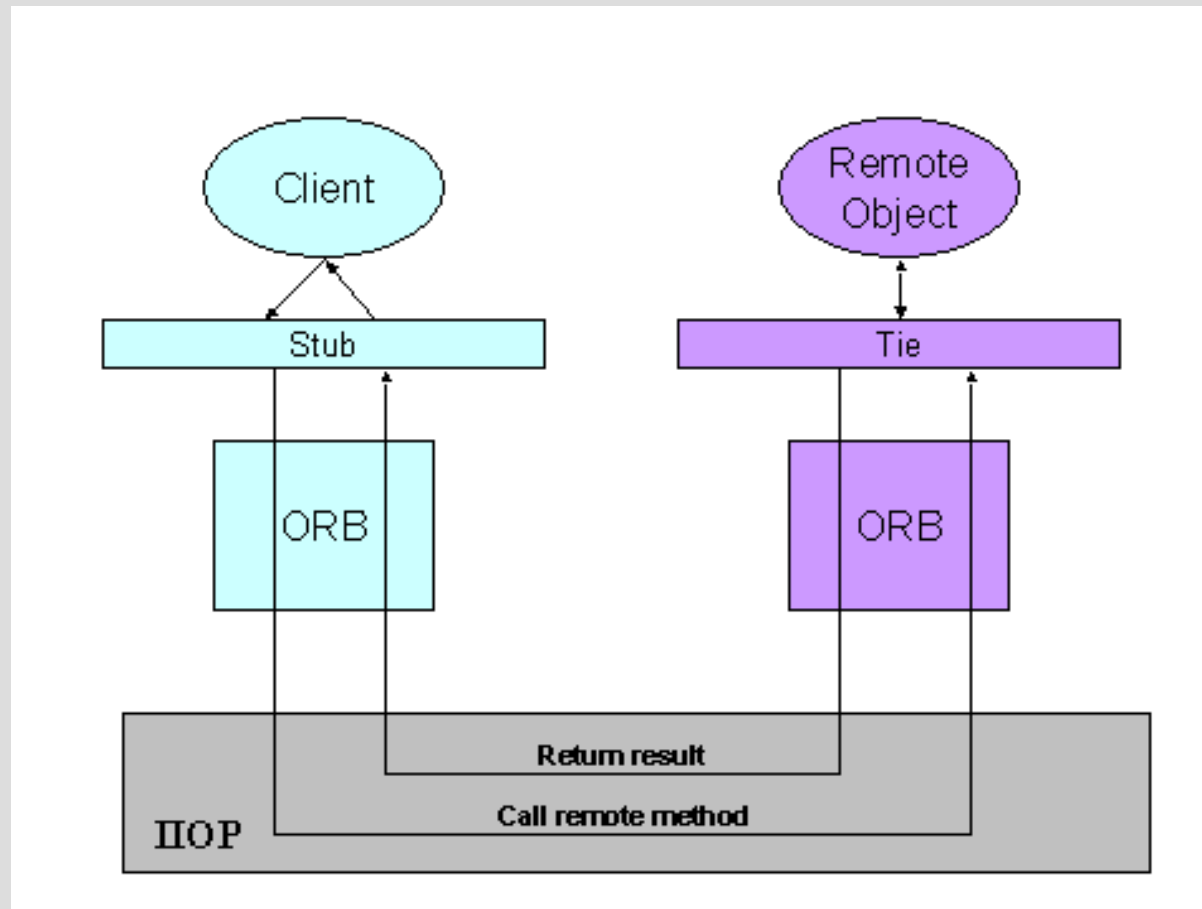 Client
Remote
Object
Stub
Tie
ORB
ORB
Return result
Call remote method
IIOP